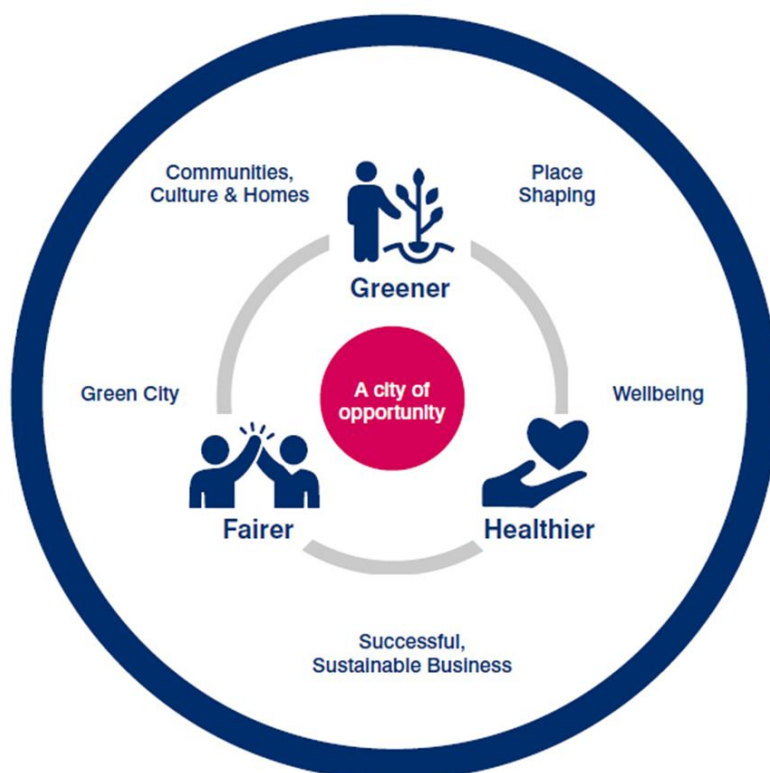 Communities,
Culture & Homes
Place
Shaping
Greener
A city of
opportunity
Green City
Wellbeing
Fairer
Healthier
Successful,
Sustainable Business